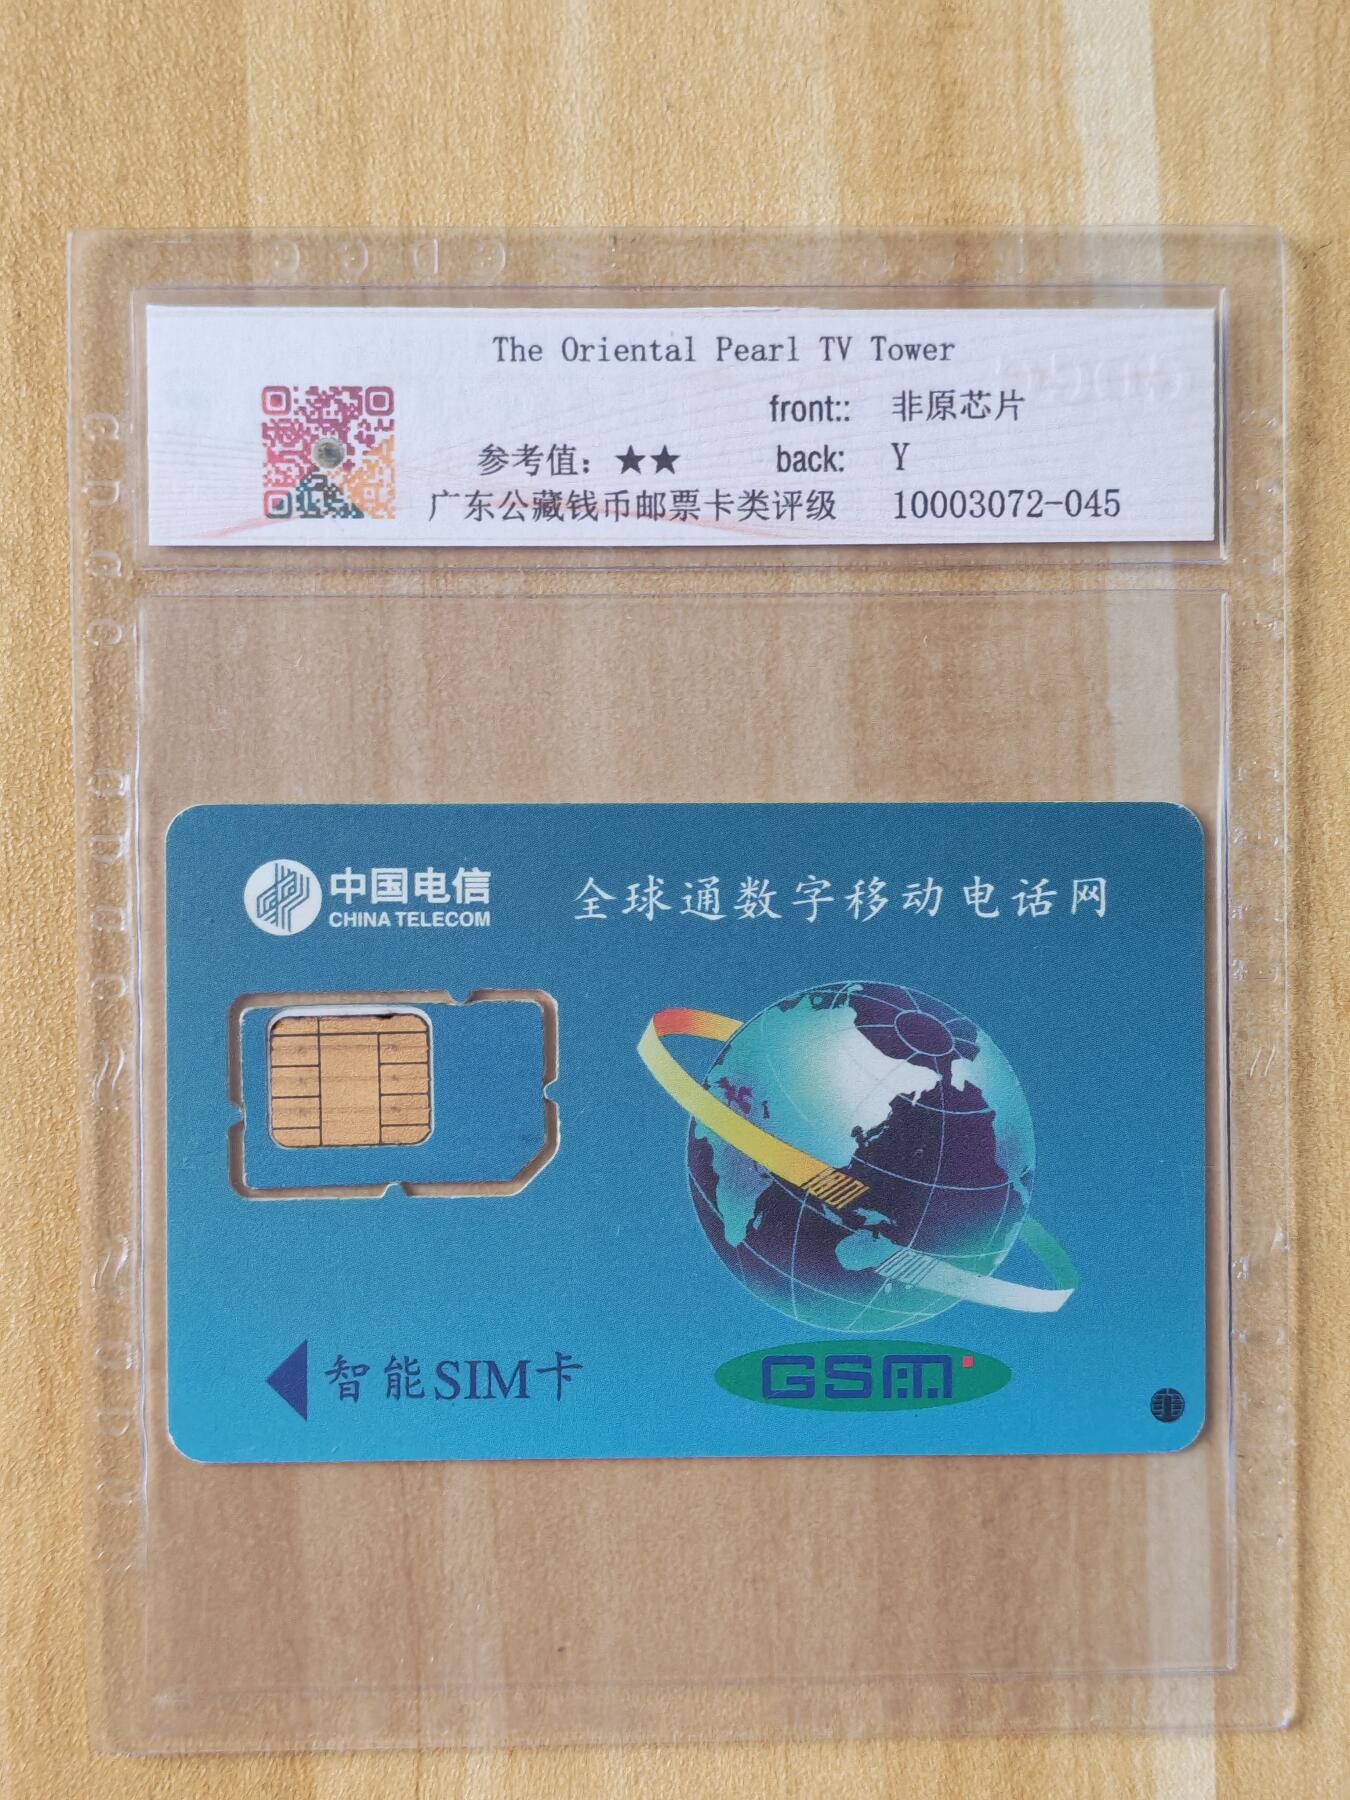 The Oriental Pearl TV Tower
front:: 非原芯片
参考值：★★ back: Y
广东公藏钱币邮票卡类评级 10003072-045
中国电信
CHINA TELECOM
全球通数字移动电话网
智能SIM卡
GSM